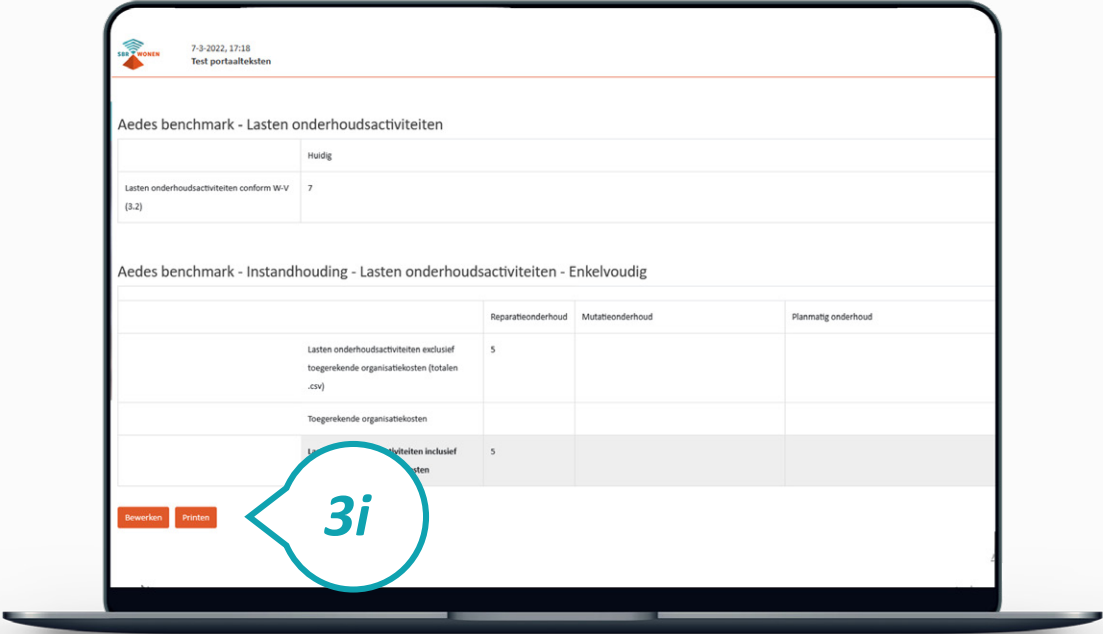 SBR WONEN
7-3-2022, 17:18
Test portaalteksten
Aedes benchmark - Lasten onderhoudsactiviteiten
Huidig
Lasten onderhoudsactiviteiten conform W-V 7
(3.2)
Aedes benchmark - Instandhouding - Lasten onderhoudsactiviteiten - Enkelvoudig
Reparatieonderhoud Mutatieonderhoud Planmatig onderhoud
Lasten onderhoudsactiviteiten exclusief 5
toegerekende organisatiekosten (totalen
.csv)
Toegerekende organisatiekosten
inclusief 5
Bewerken Printen
3i